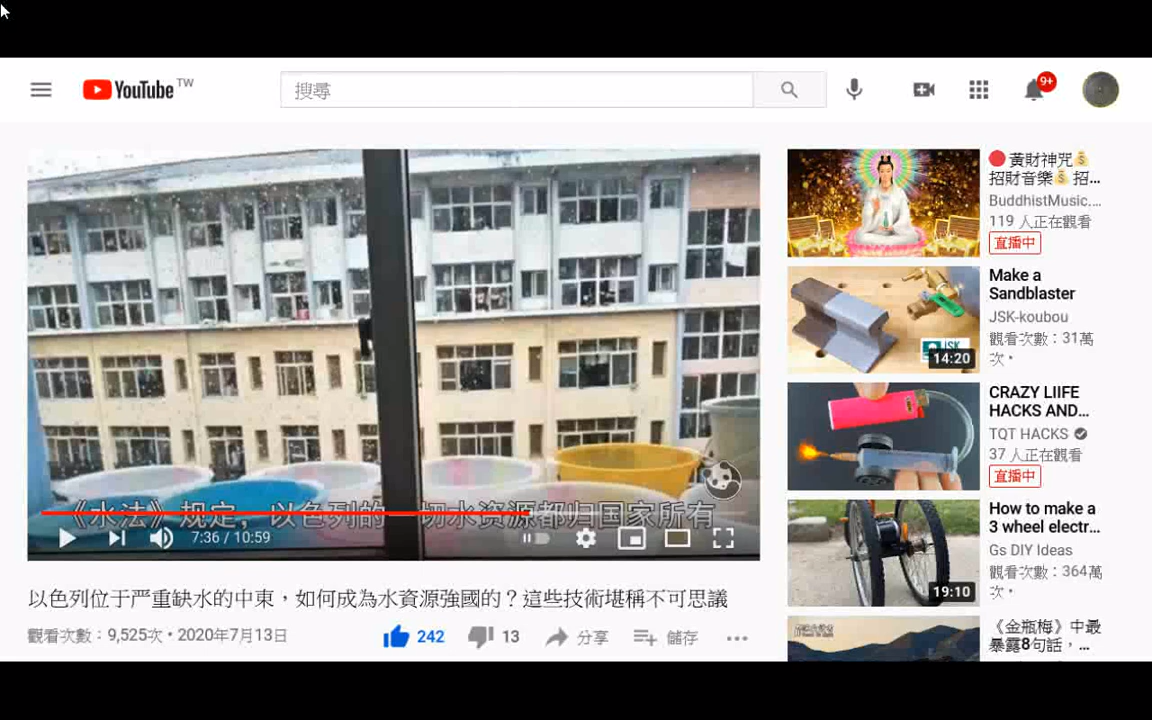 YouTube TW
搜尋
9+
《水法》规定，以色列的一切水资源都归国家所有
7:36 / 10:59
以色列位于严重缺水的中東，如何成為水資源強國的？這些技術堪稱不可思議
觀看次數：9,525次 • 2020年7月13日
242
13
分享
儲存
黃財神咒
招財音樂 招...
BuddhistMusic....
119 人正在觀看
直播中
JSK
14:20
Make a
Sandblaster
JSK-koubou
觀看次數：31萬
次 •
CRAZY LIIFE
HACKS AND...
TQT HACKS
37 人正在觀看
直播中
19:10
How to make a
3 wheel electr...
Gs DIY Ideas
觀看次數：364萬
次 •
《金瓶梅》中最
暴露8句話，...